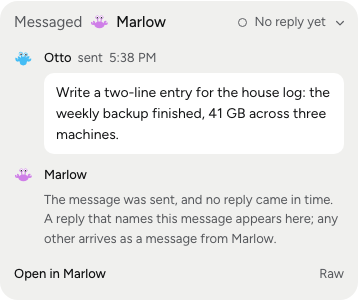 Messaged Marlow No reply yet
Otto sent 5:38 PM
Write a two-line entry for the house log: the
weekly backup finished, 41 GB across three
machines.
Marlow
The message was sent, and no reply came in time.
A reply that names this message appears here; any
other arrives as a message from Marlow.
Open in Marlow Raw